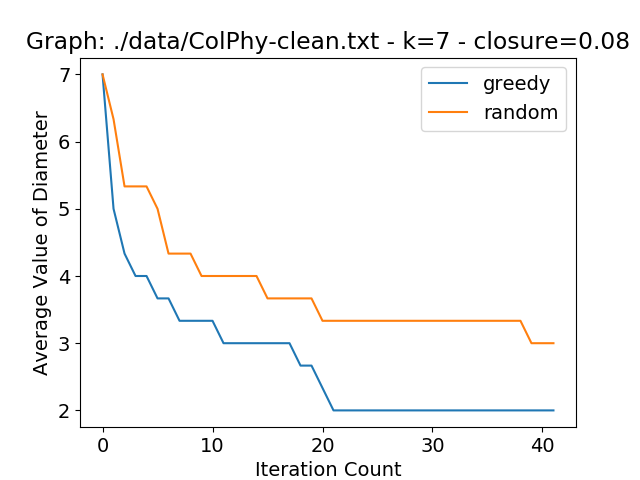 Graph: ./data/ColPhy-clean.txt - k=7 - closure=0.08
greedy
random
Average Value of Diameter
7
6
5
4
3
2
0 10 20 30 40
Iteration Count